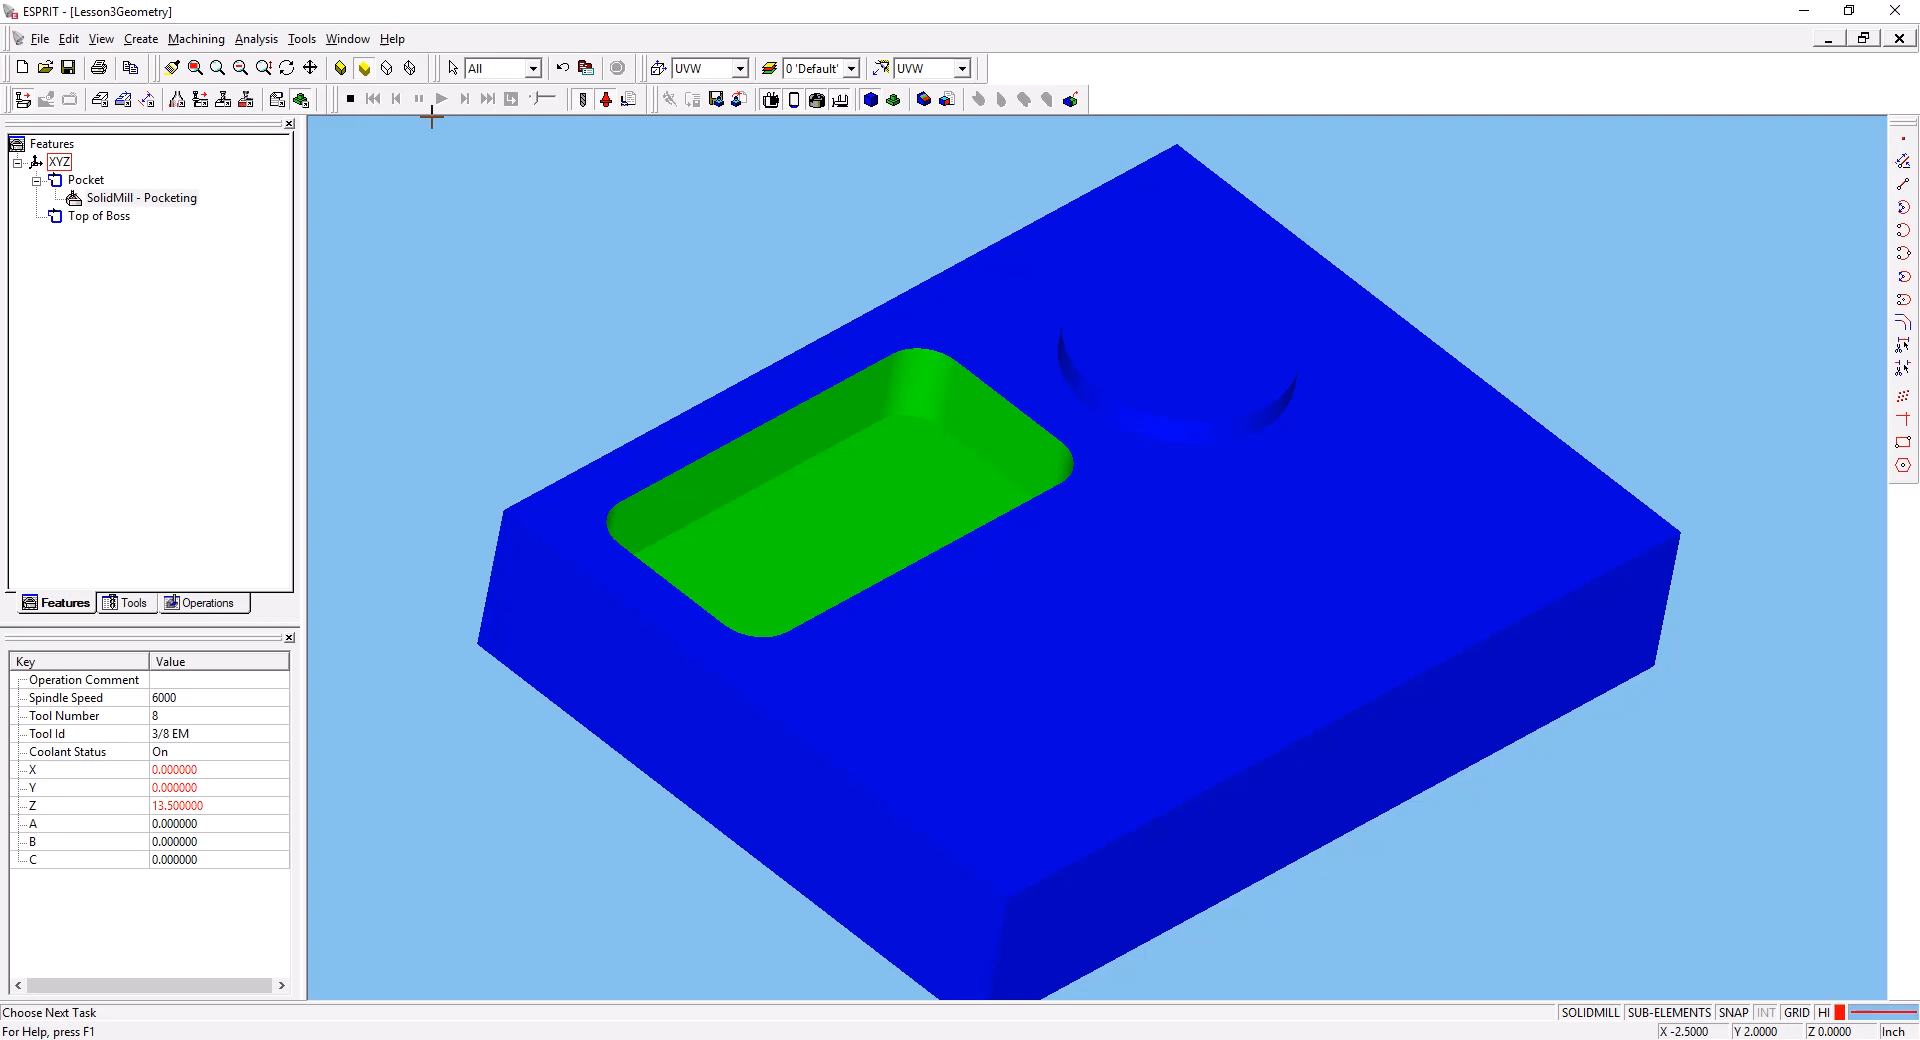 ESPRIT - [Lesson3Geometry]
File Edit View Create Machining Analysis Tools Window Help
All UVW 0 'Default' UVW
Features
XYZ
Pocket
SolidMill - Pocketing
Top of Boss
Features Tools Operations
Key Value
Operation Comment
Spindle Speed 6000
Tool Number 8
Tool Id 3/8 EM
Coolant Status On
X 0.000000
Y 0.000000
Z 13.500000
A 0.000000
B 0.000000
C 0.000000
Choose Next Task SOLIDMILL SUB-ELEMENTS SNAP INT GRID HI
For Help, press F1 X -2.5000 Y 2.0000 Z 0.0000 Inch